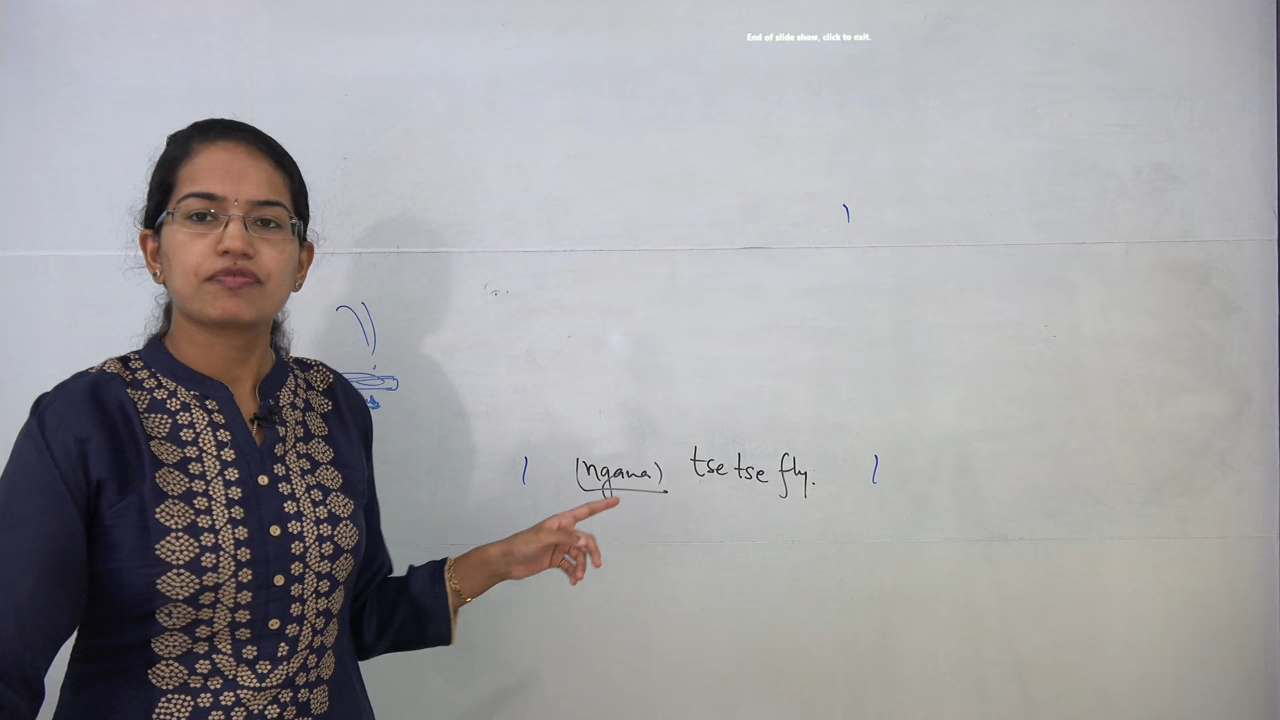 End of slide show, click to exit.
(ngana) tse tse fly.